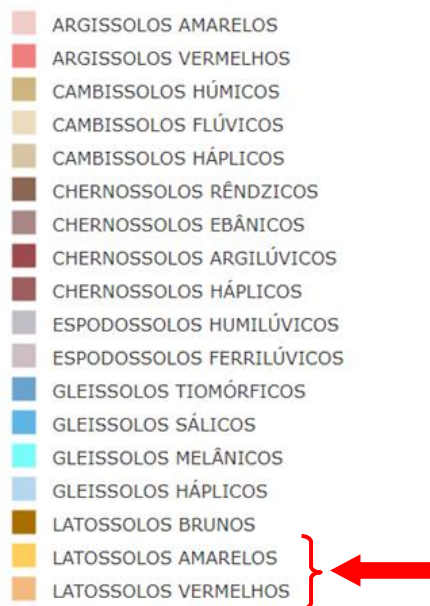 ARGISSOLOS AMARELOS
ARGISSOLOS VERMELHOS
CAMBISSOLOS HÚMICOS
CAMBISSOLOS FLÚVICOS
CAMBISSOLOS HÁPLICOS
CHERNOSSOLOS RÊNDZICOS
CHERNOSSOLOS EBÂNICOS
CHERNOSSOLOS ARGILÚVICOS
CHERNOSSOLOS HÁPLICOS
ESPODOSSOLOS HUMILÚVICOS
ESPODOSSOLOS FERRILÚVICOS
GLEISSOLOS TIOMÓRFICOS
GLEISSOLOS SÁLICOS
GLEISSOLOS MELÂNICOS
GLEISSOLOS HÁPLICOS
LATOSSOLOS BRUNOS
LATOSSOLOS AMARELOS
LATOSSOLOS VERMELHOS